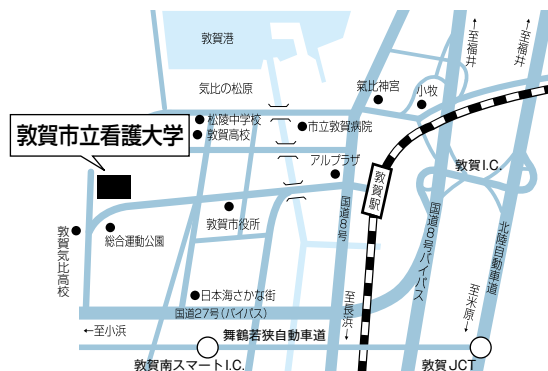 敦賀港
←至福井
←至福井
気比の松原
氣比神宮
小牧
松陵中学校
敦賀高校
市立敦賀病院
敦賀市立看護大学
アルプラザ
敦賀I.C.
敦賀駅
国道8号
国道8号バイパス
北陸自動車道
敦賀市役所
敦賀気比高校
総合運動公園
日本海さかな街
国道27号(バイパス)
至長浜→
至米原→
←至小浜
舞鶴若狭自動車道
敦賀南スマートI.C.
敦賀JCT